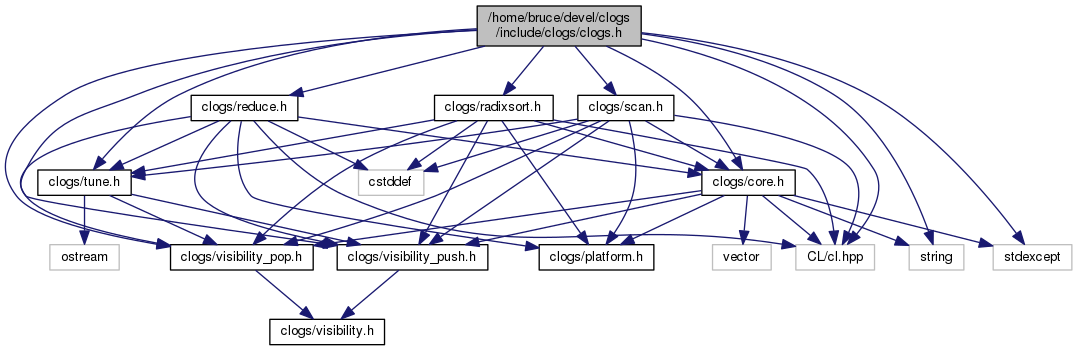 /home/bruce/devel/clogs
/include/clogs/clogs.h
clogs/reduce.h
clogs/radixsort.h
clogs/scan.h
clogs/tune.h
cstddef
clogs/core.h
ostream
clogs/visibility_pop.h
clogs/visibility_push.h
clogs/platform.h
vector
CL/cl.hpp
string
stdexcept
clogs/visibility.h